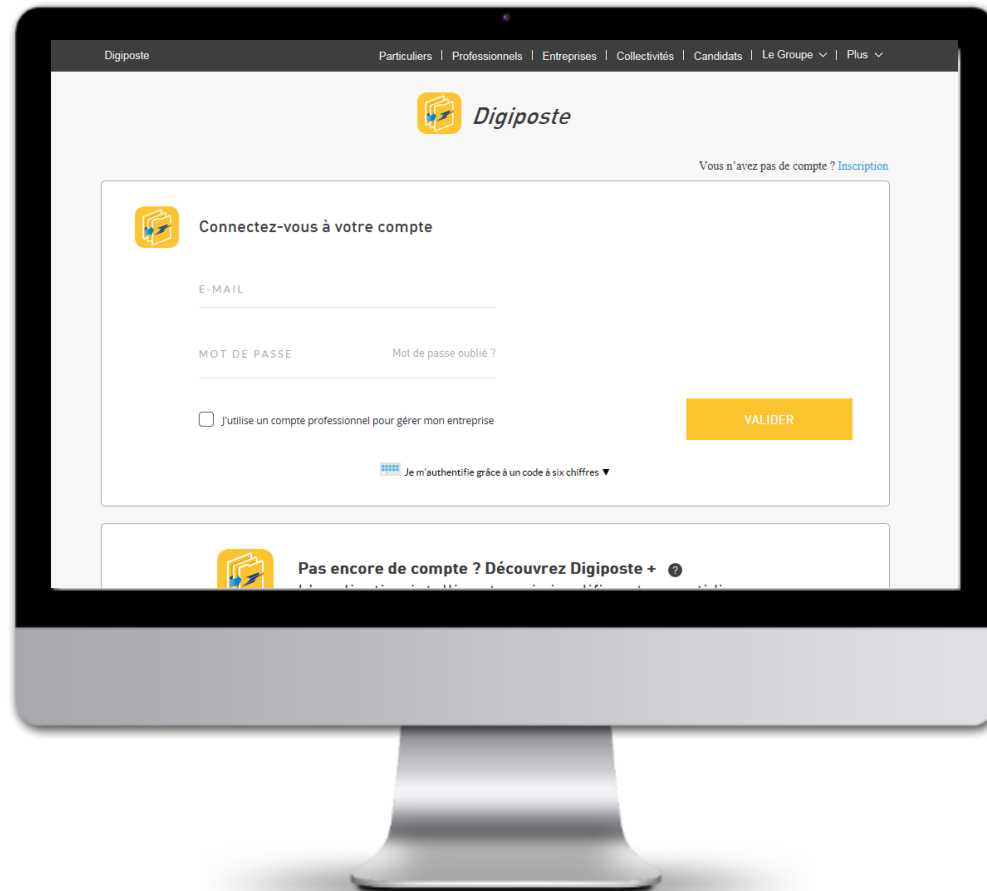 Digiposte
Particuliers | Professionnels | Entreprises | Collectivités | Candidats | Le Groupe | Plus
Digiposte
Vous n'avez pas de compte ? Inscription
Connectez-vous à votre compte
E-MAIL
MOT DE PASSE
Mot de passe oublié ?
J'utilise un compte professionnel pour gérer mon entreprise
VALIDER
Je m'authentifie grâce à un code à six chiffres ▼
Pas encore de compte ? Découvrez Digiposte + ?